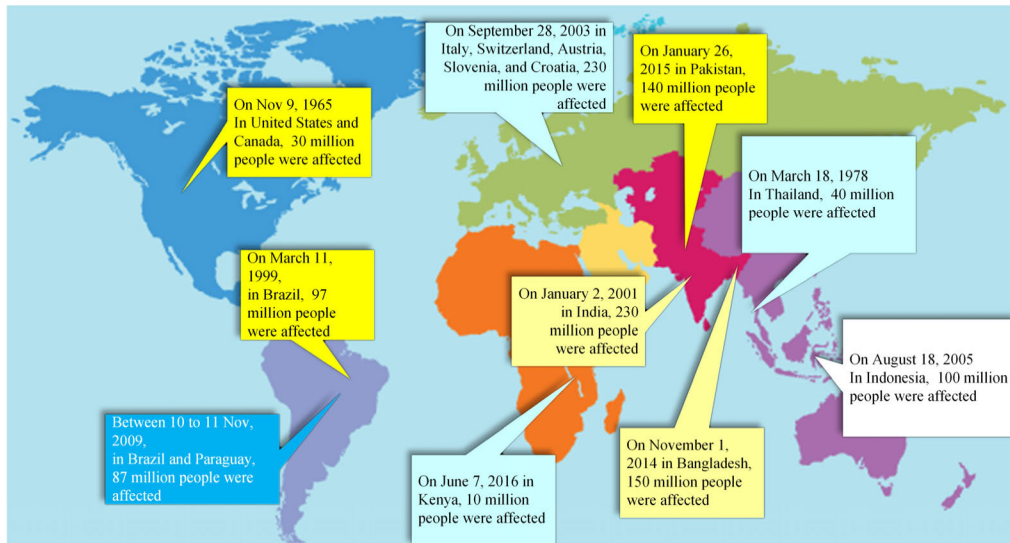 On September 28, 2003 in
Italy, Switzerland, Austria,
Slovenia, and Croatia, 230
million people were
affected
On January 26,
2015 in Pakistan,
140 million people
were affected
On Nov 9, 1965
In United States and
Canada, 30 million
people were affected
On March 18, 1978
In Thailand, 40 million
people were affected
On March 11,
1999,
in Brazil, 97
million people
were affected
On January 2, 2001
in India, 230
million people
were affected
On August 18, 2005
In Indonesia, 100 million
people were affected
Between 10 to 11 Nov,
2009,
in Brazil and Paraguay,
87 million people were
affected
On June 7, 2016 in
Kenya, 10 million
people were affected
On November 1,
2014 in Bangladesh,
150 million people
were affected